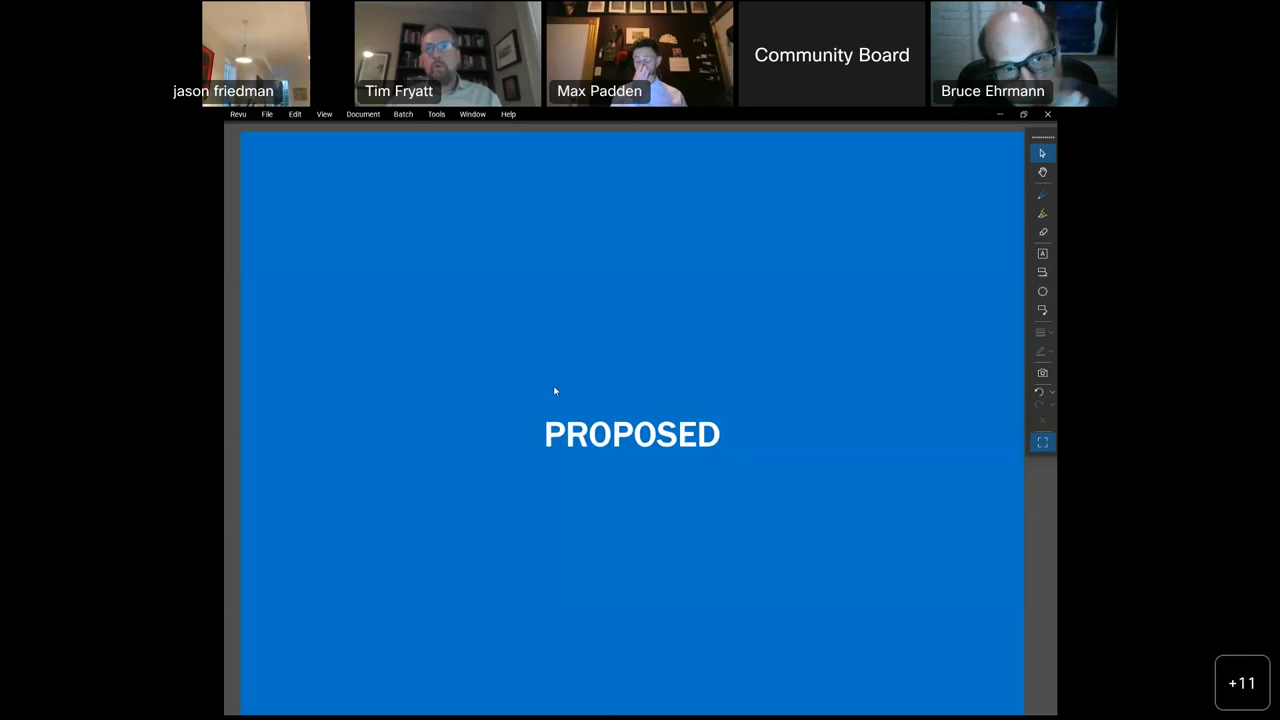 jason friedman
Tim Fryatt
Max Padden
Community Board
Bruce Ehrmann
Revu File Edit View Document Batch Tools Window Help
A
PROPOSED
+11